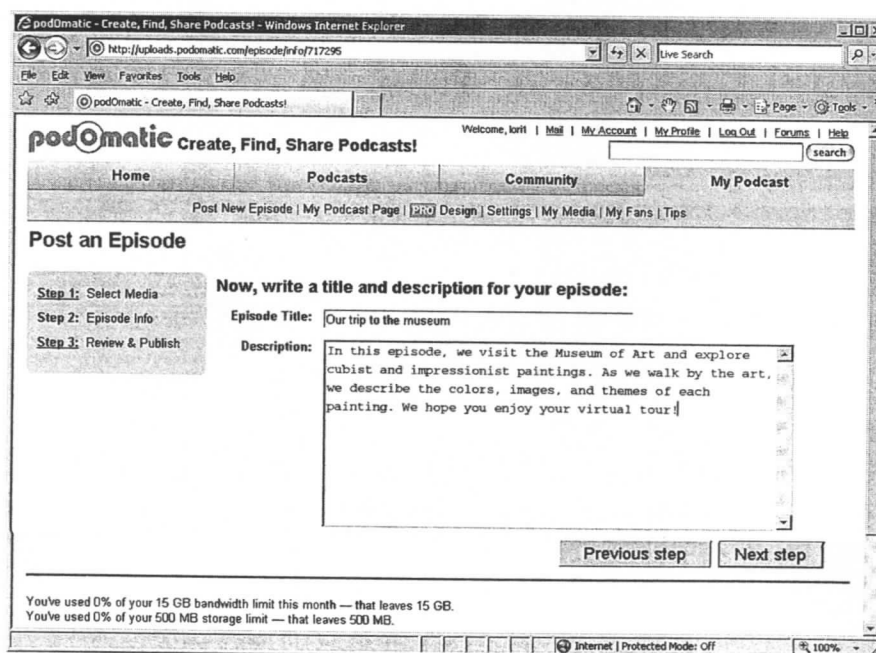 podOmatic - Create, Find, Share Podcasts! - Windows Internet Explorer
http://uploads.podomatic.com/episode/info/717295
Live Search
File Edit View Favorites Tools Help
podOmatic - Create, Find, Share Podcasts!
Page Tools
Welcome, lorit | Mail | My Account | My Profile | Log Out | Forums | Help
podOmatic Create, Find, Share Podcasts!
search
Home Podcasts Community My Podcast
Post New Episode | My Podcast Page | PRO Design | Settings | My Media | My Fans | Tips
Post an Episode
Step 1: Select Media
Step 2: Episode Info
Step 3: Review & Publish
Now, write a title and description for your episode:
Episode Title: Our trip to the museum
Description: In this episode, we visit the Museum of Art and explore
cubist and impressionist paintings. As we walk by the art,
we describe the colors, images, and themes of each
painting. We hope you enjoy your virtual tour!
Previous step Next step
You've used 0% of your 15 GB bandwidth limit this month — that leaves 15 GB.
You've used 0% of your 500 MB storage limit — that leaves 500 MB.
Internet | Protected Mode: Off 100%